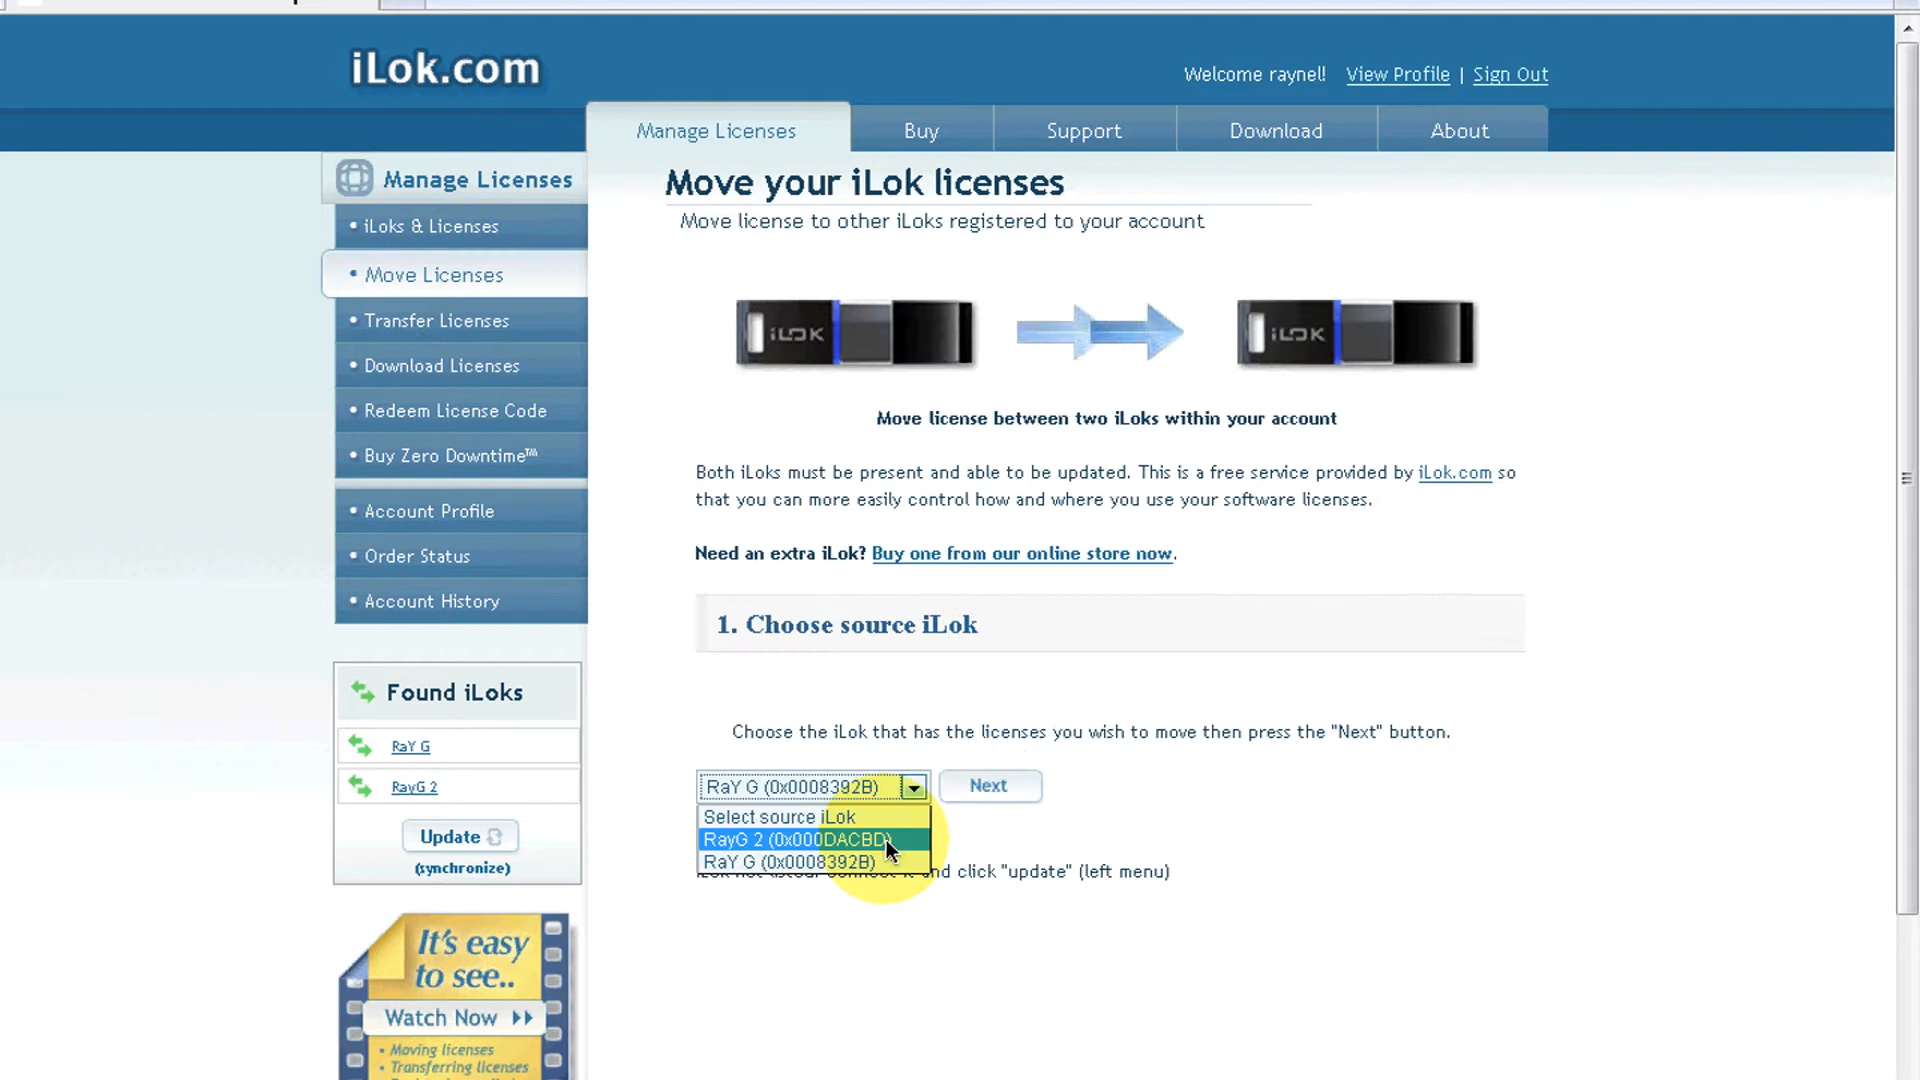 iLok.com
Welcome raynel! View Profile | Sign Out
Manage Licenses Buy Support Download About
Manage Licenses
• iLoks & Licenses
• Move Licenses
• Transfer Licenses
• Download Licenses
• Redeem License Code
• Buy Zero Downtime™
• Account Profile
• Order Status
• Account History
Found iLoks
RaY G
RayG 2
Update
(synchronize)
It's easy
to see..
Watch Now
• Moving licenses
• Transferring licenses
Move your iLok licenses
Move license to other iLoks registered to your account
iLOK
iLOK
Move license between two iLoks within your account
Both iLoks must be present and able to be updated. This is a free service provided by iLok.com so
that you can more easily control how and where you use your software licenses.
Need an extra iLok? Buy one from our online store now.
1. Choose source iLok
Choose the iLok that has the licenses you wish to move then press the "Next" button.
RaY G (0x0008392B) Next
Select source iLok
RayG 2 (0x000DACBD)
RaY G (0x0008392B)
and click "update" (left menu)